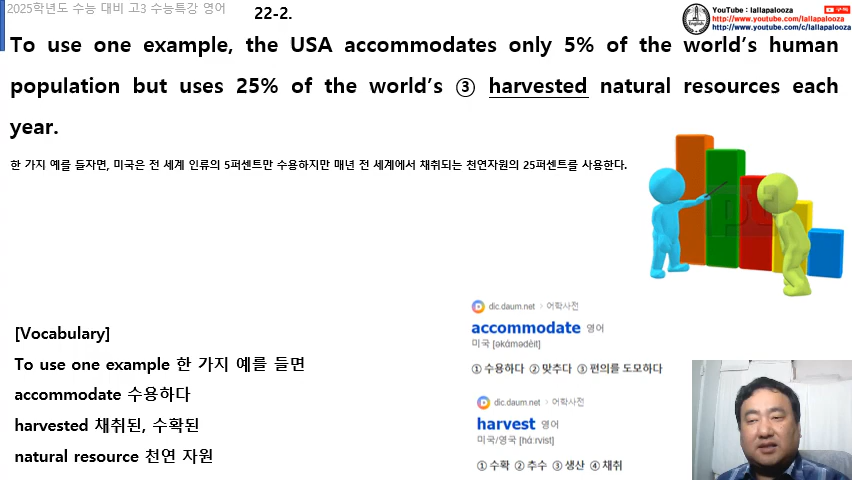 2025학년도 수능 대비 고3 수능특강 영어
22-2.
YouTube : lallapalooza
구독
http://www.youtube.com/lallapalooza
http://www.youtube.com/c/lallapalooza
English
To use one example, the USA accommodates only 5% of the world's human
population but uses 25% of the world's ③ harvested natural resources each
year.
한 가지 예를 들자면, 미국은 전 세계 인류의 5퍼센트만 수용하지만 매년 전 세계에서 채취되는 천연자원의 25퍼센트를 사용한다.
[Vocabulary]
To use one example 한 가지 예를 들면
accommodate 수용하다
harvested 채취된, 수확된
natural resource 천연 자원
dic.daum.net › 어학사전
accommodate 영어
미국 [əkάmədèit]
① 수용하다 ② 맞추다 ③ 편의를 도모하다
dic.daum.net › 어학사전
harvest 영어
미국/영국 [hɑ́ːrvist]
① 수확 ② 추수 ③ 생산 ④ 채취